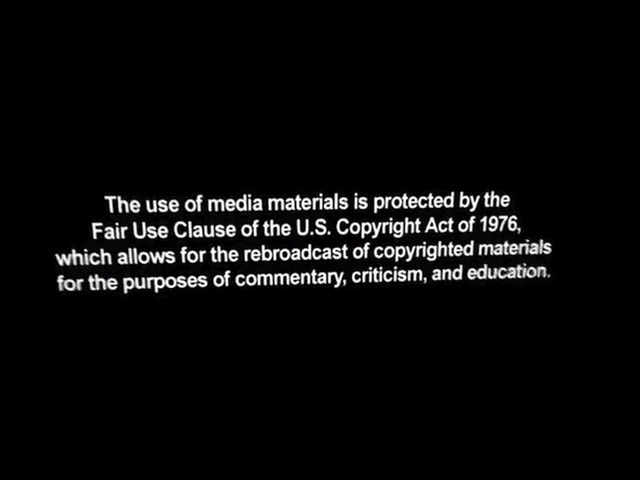 The use of media materials is protected by the
Fair Use Clause of the U.S. Copyright Act of 1976,
which allows for the rebroadcast of copyrighted materials
for the purposes of commentary, criticism, and education.